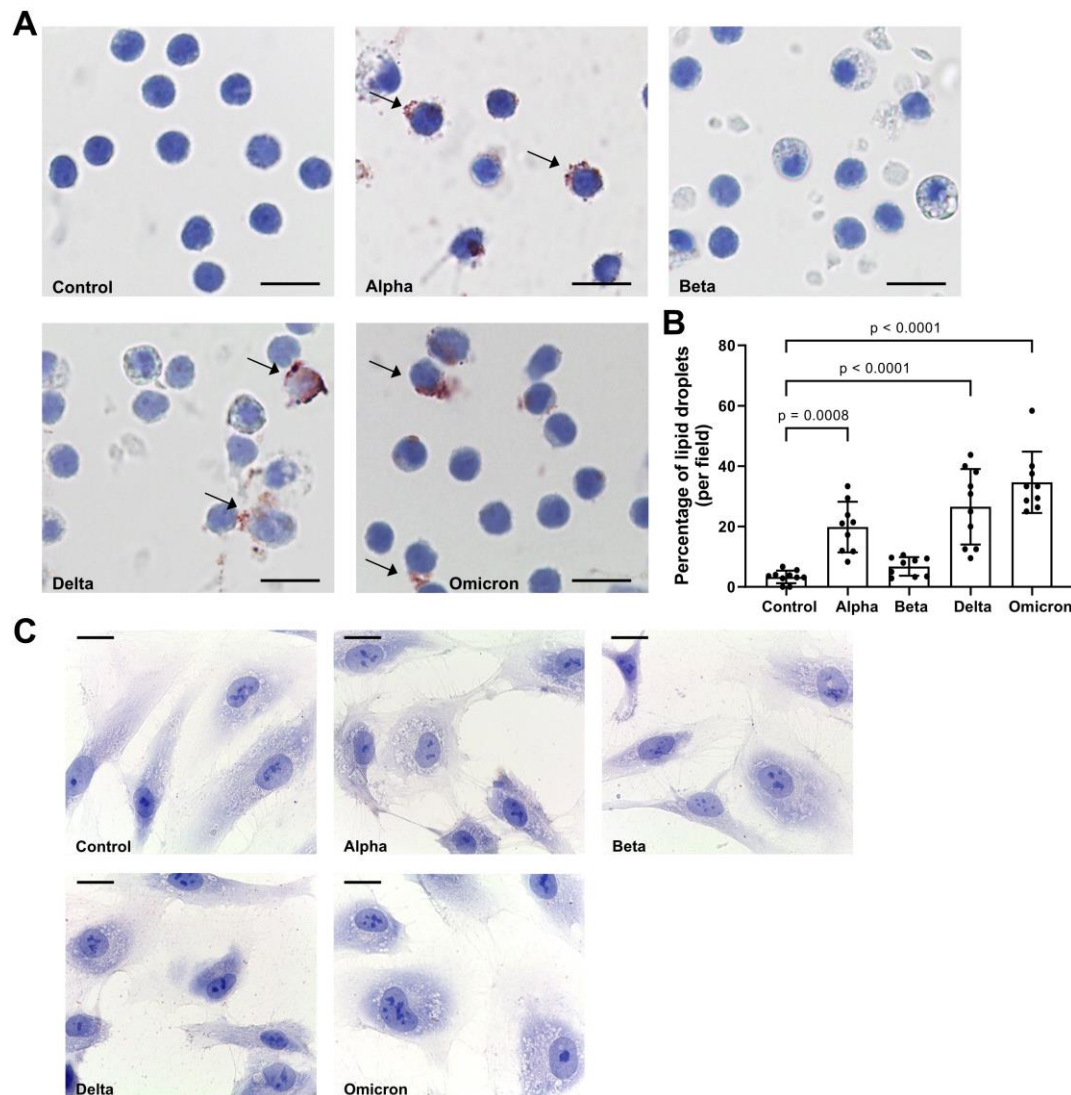 A
Control
Alpha
Beta
Delta
Omicron
B
p < 0.0001
p < 0.0001
p = 0.0008
Percentage of lipid droplets
(per field)
80
60
40
20
0
Control
Alpha
Beta
Delta
Omicron
C
Control
Alpha
Beta
Delta
Omicron